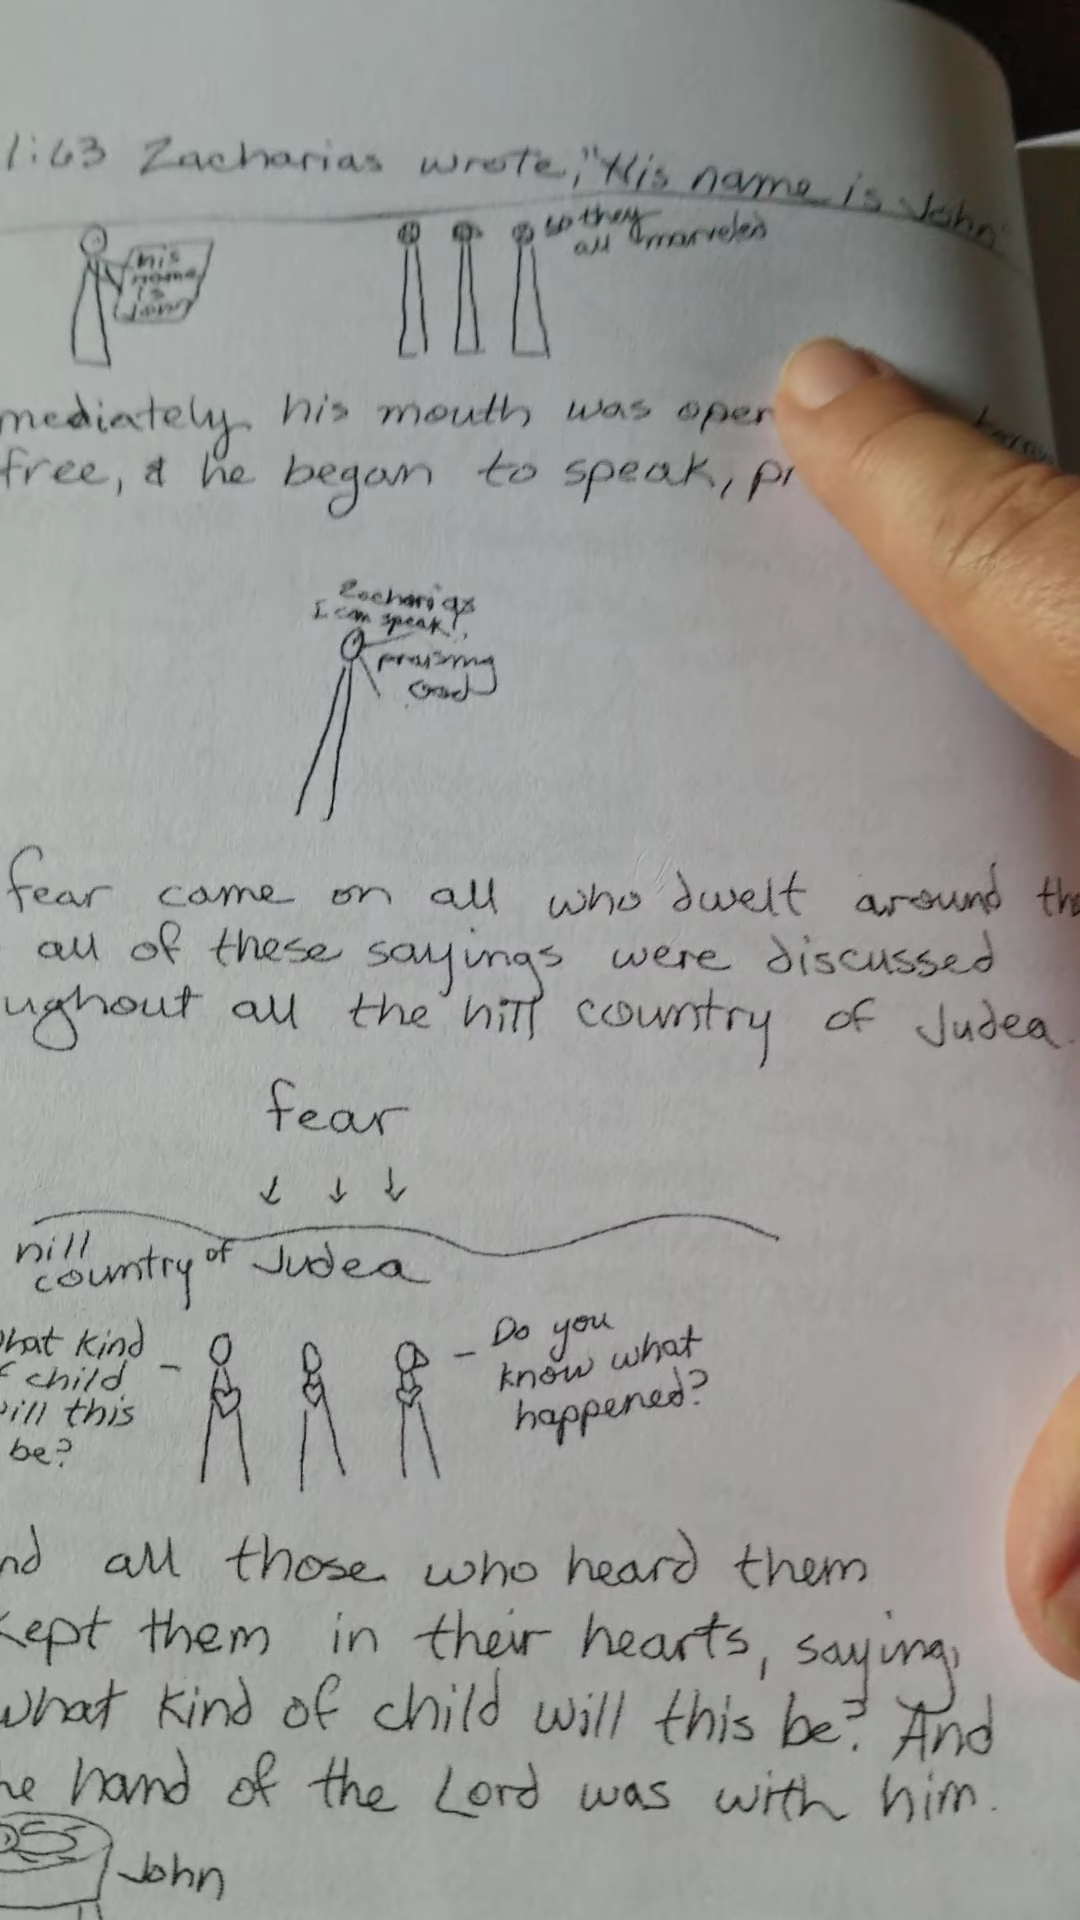 1:63 Zacharias wrote, "His name is John"
his
name
is
John
so they
all marveled
mediately his mouth was open
free, & he began to speak, pr
Zacharias
I can speak!
praising
God
fear came on all who dwelt around the
all of these sayings were discussed
ughout all the hill country of Judea.
fear
hill
country of Judea
hat kind
f child
will this
be?
Do you
know what
happened?
nd all those who heard them
kept them in their hearts, saying,
what kind of child will this be? And
he hand of the Lord was with him.
John